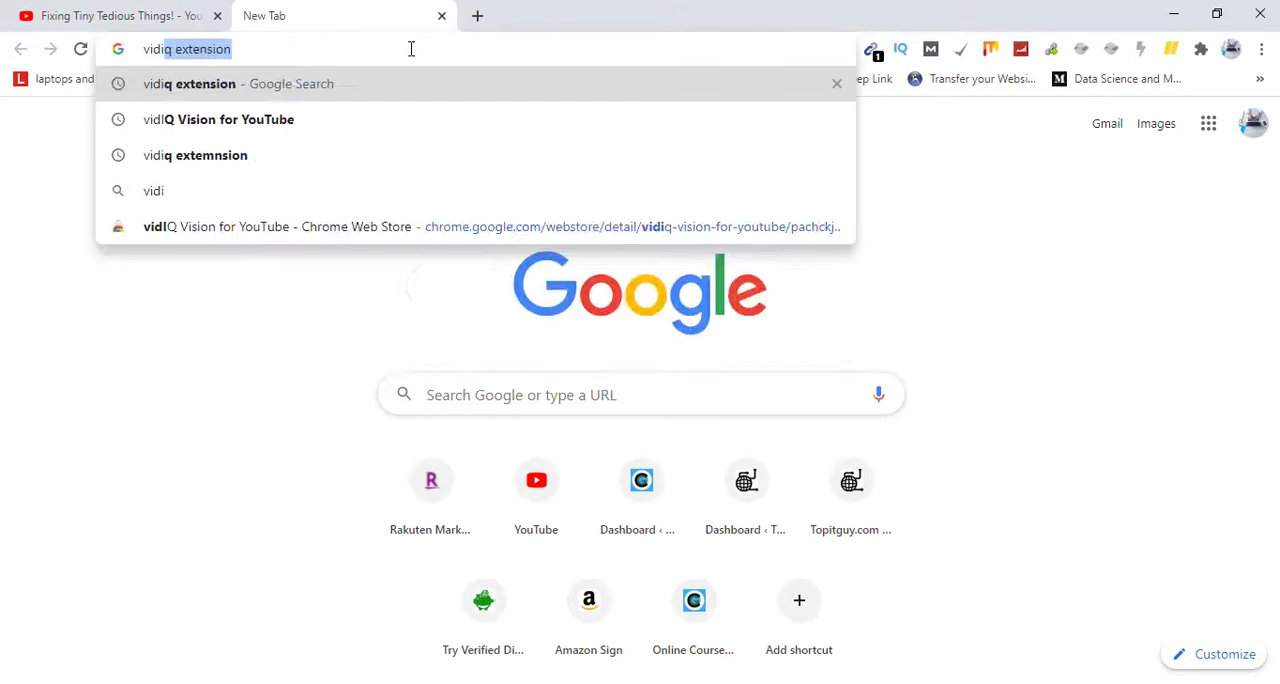 Fixing Tiny Tedious Things! - You
New Tab
vidiq extension
laptops and
ep Link
Transfer your Websi...
Data Science and M...
»
vidiq extension - Google Search
vidIQ Vision for YouTube
vidiq extemnsion
vidi
vidIQ Vision for YouTube - Chrome Web Store - chrome.google.com/webstore/detail/vidiq-vision-for-youtube/pachckj..
Gmail Images
Google
Search Google or type a URL
Rakuten Mark... YouTube Dashboard ‹ ... Dashboard ‹ T... Topitguy.com ...
Try Verified Di... Amazon Sign Online Course... Add shortcut
Customize